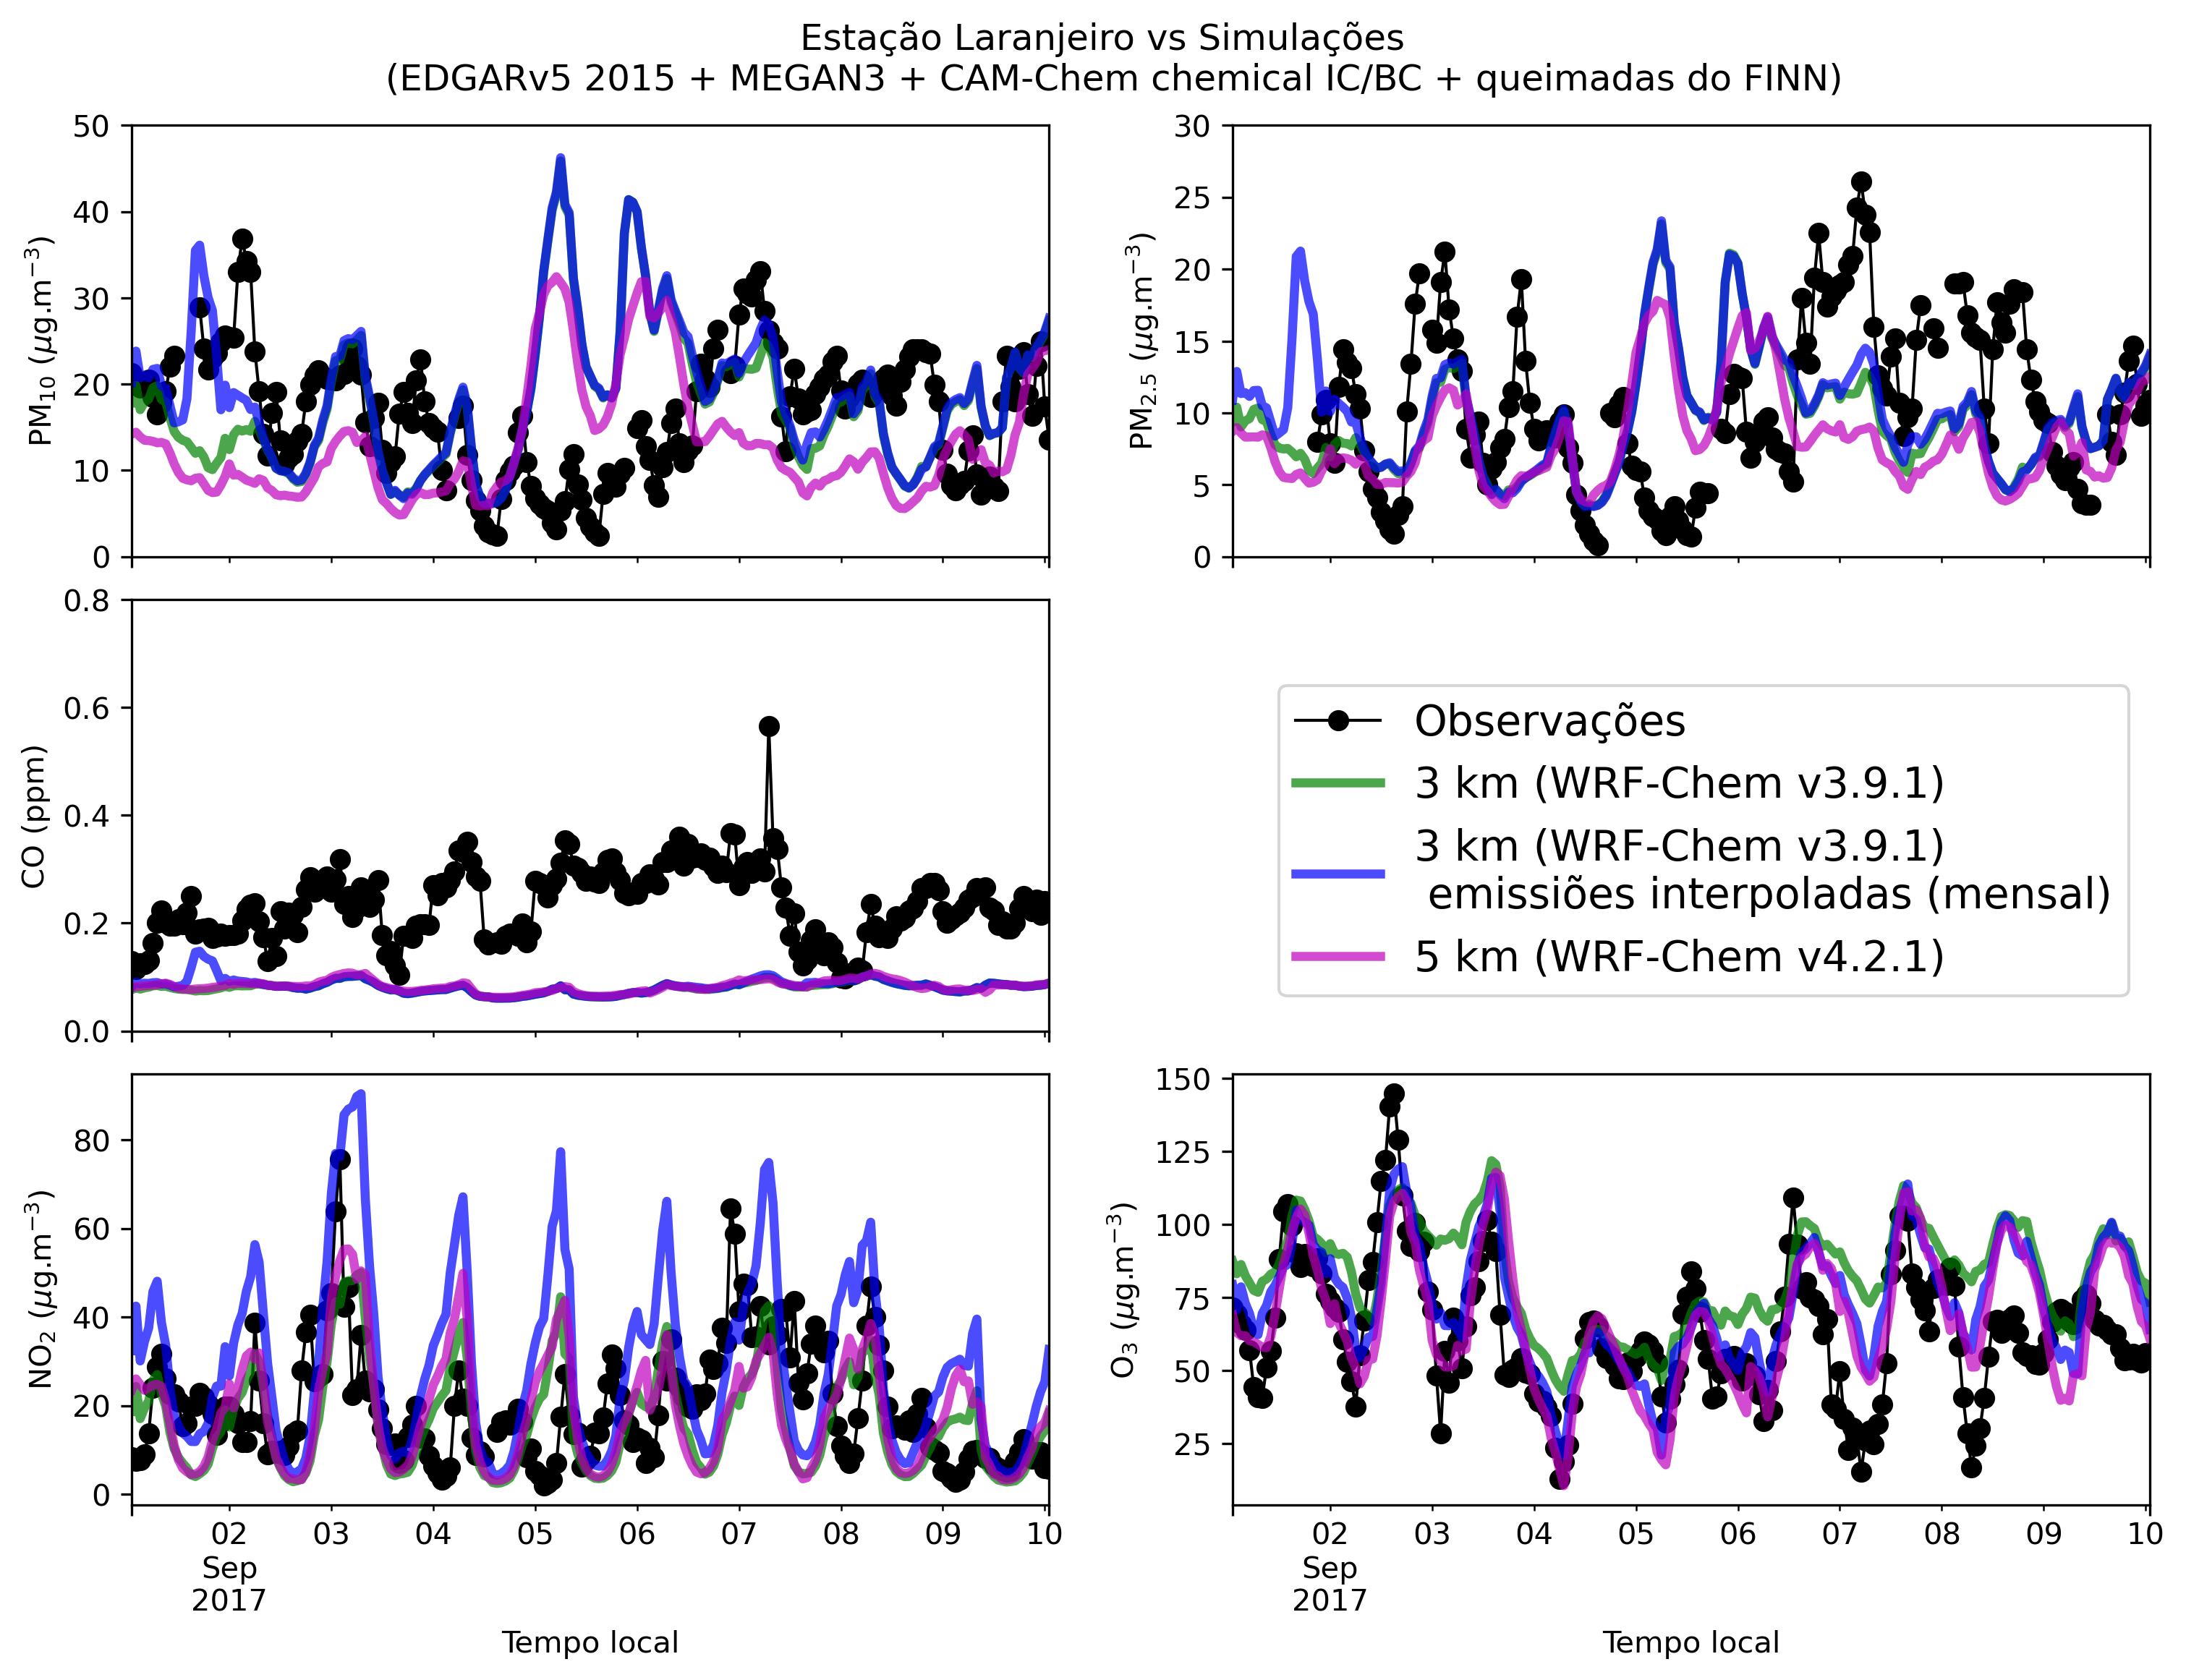 Estação Laranjeiro vs Simulações
(EDGARv5 2015 + MEGAN3 + CAM-Chem chemical IC/BC + queimadas do FINN)
50
40
30
20
10
0
PM₁₀ (μg.m⁻³)
30
25
20
15
10
5
0
PM₂.₅ (μg.m⁻³)
0.8
0.6
0.4
0.2
0.0
CO (ppm)
Observações
3 km (WRF-Chem v3.9.1)
3 km (WRF-Chem v3.9.1)
emissiões interpoladas (mensal)
5 km (WRF-Chem v4.2.1)
80
60
40
20
0
NO₂ (μg.m⁻³)
02 03 04 05 06 07 08 09 10
Sep
2017
Tempo local
150
125
100
75
50
25
O₃ (μg.m⁻³)
02 03 04 05 06 07 08 09 10
Sep
2017
Tempo local